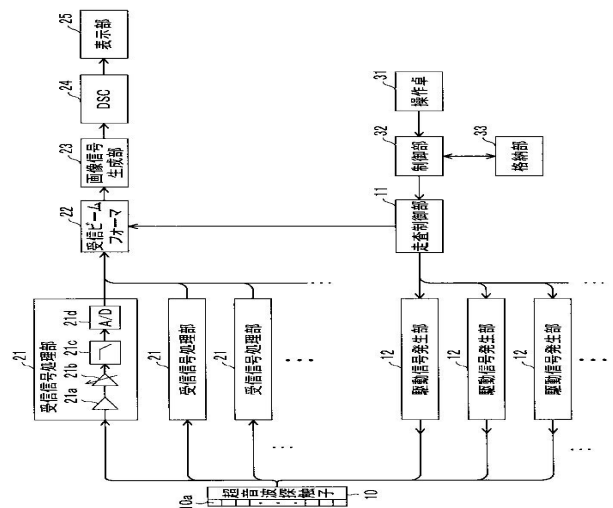 10a
超音波探触子
10
21
受信信号処理部
21a
21b
21c
21d
A/D
21
受信信号処理部
21
受信信号処理部
22
受信ビーム
フォーマ
23
画像信号
生成部
24
DSC
25
表示部
12
駆動信号発生部
12
駆動信号発生部
12
駆動信号発生部
11
走査制御部
32
制御部
31
操作卓
33
格納部